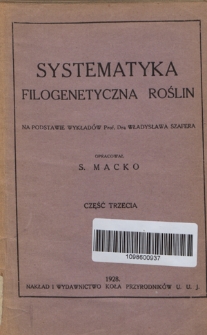 SYSTEMATYKA
FILOGENETYCZNA ROŚLIN
NA PODSTAWIE WYKŁADÓW Prof. Dra WŁADYSŁAWA SZAFERA
OPRACOWAŁ
S. MACKO
CZĘŚĆ TRZECIA
1098600937
1928.
NAKŁAD I WYDAWNICTWO KOŁA PRZYRODNIKÓW U. U. J.